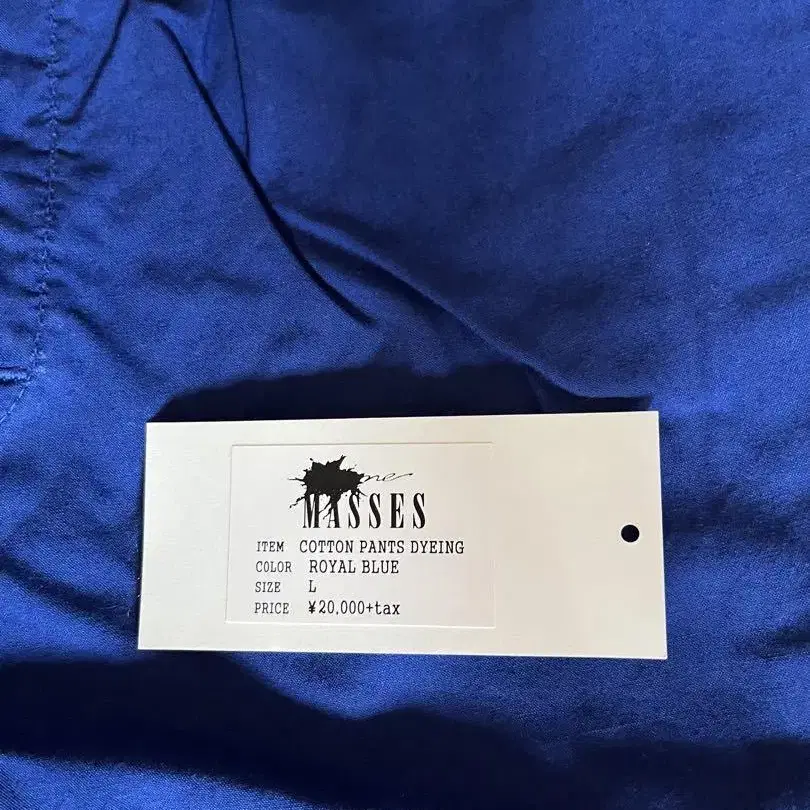 MASSES
ITEM COTTON PANTS DYEING
COLOR ROYAL BLUE
SIZE L
PRICE ¥20,000+tax